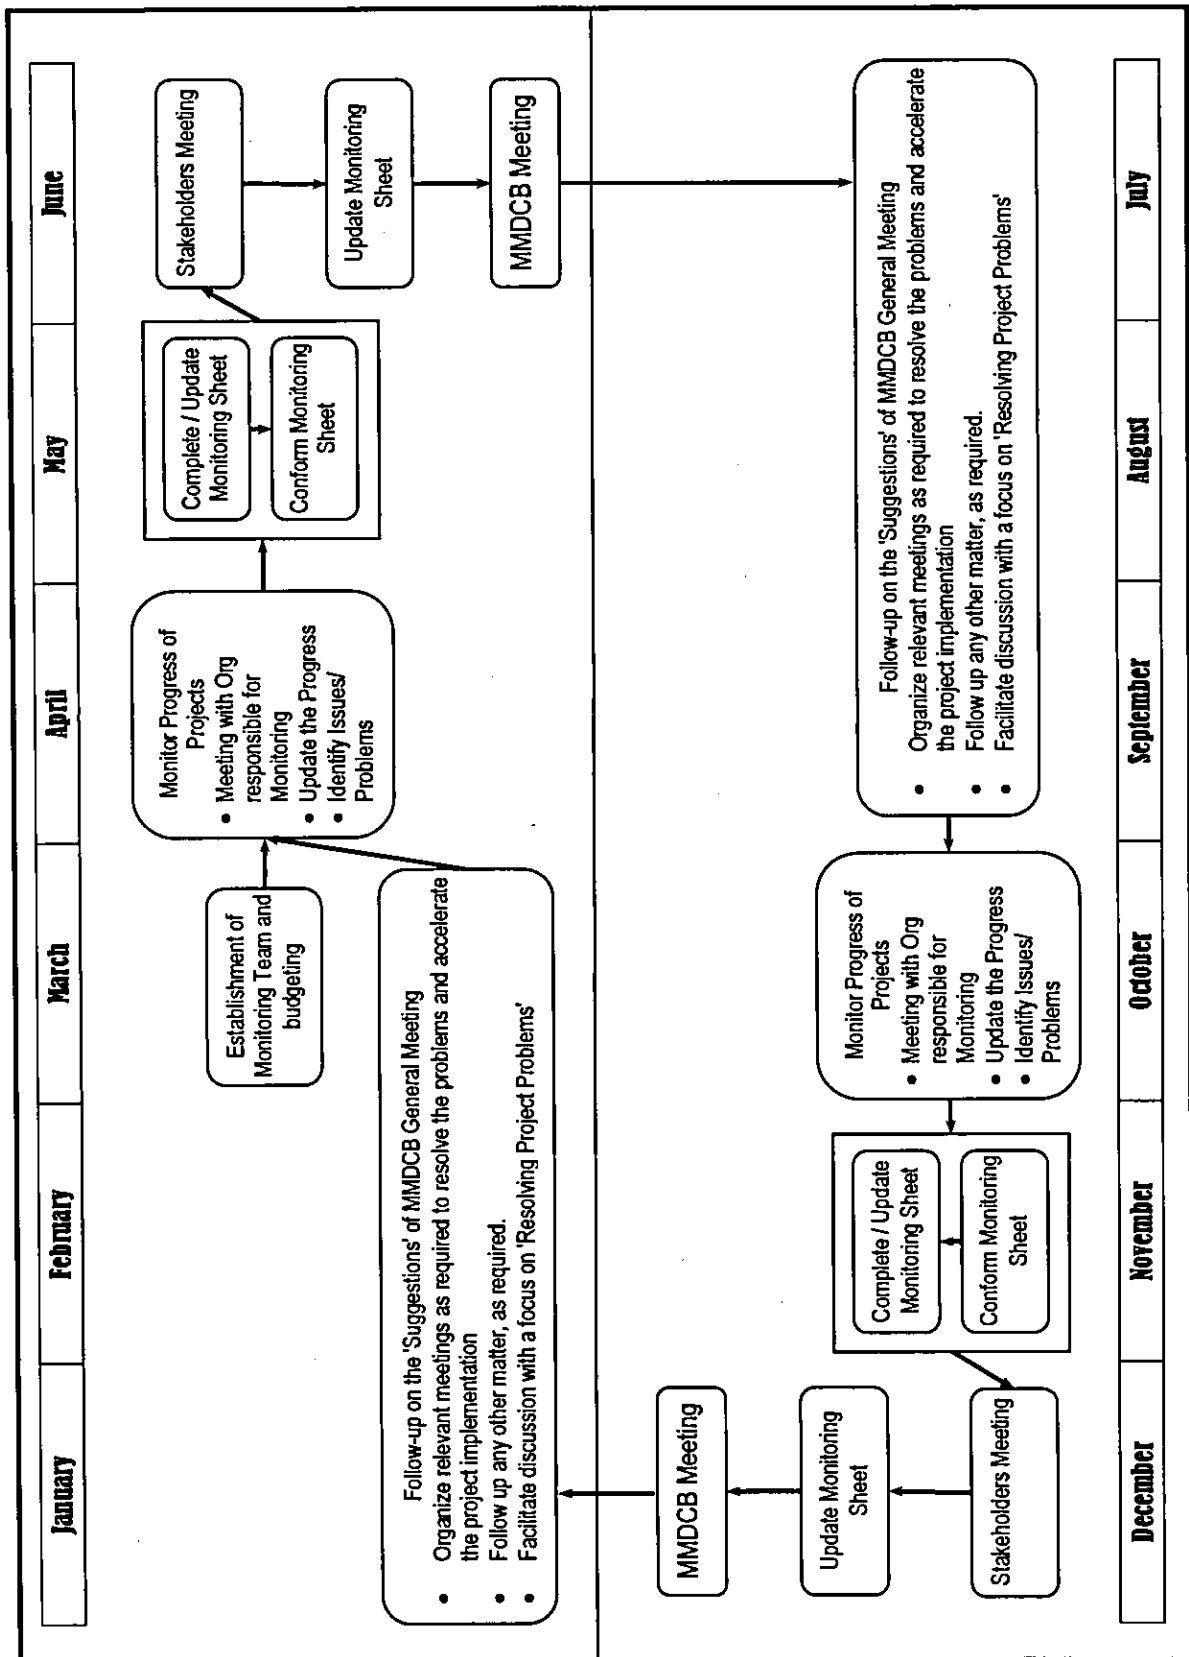 January
February
March
April
May
June
Follow-up on the 'Suggestions' of MMDCB General Meeting
• Organize relevant meetings as required to resolve the problems and accelerate
the project implementation
• Follow up any other matter, as required.
• Facilitate discussion with a focus on 'Resolving Project Problems'
Establishment of
Monitoring Team and
budgeting
Monitor Progress of
Projects
• Meeting with Org
responsible for
Monitoring
• Update the Progress
• Identify Issues/
Problems
Complete / Update
Monitoring Sheet
Conform Monitoring
Sheet
Stakeholders Meeting
Update Monitoring
Sheet
MMDCB Meeting
MMDCB Meeting
Update Monitoring
Sheet
Stakeholders Meeting
Complete / Update
Monitoring Sheet
Conform Monitoring
Sheet
Monitor Progress of
Projects
• Meeting with Org
responsible for
Monitoring
• Update the Progress
• Identify Issues/
Problems
Follow-up on the 'Suggestions' of MMDCB General Meeting
• Organize relevant meetings as required to resolve the problems and accelerate
the project implementation
• Follow up any other matter, as required.
• Facilitate discussion with a focus on 'Resolving Project Problems'
December
November
October
September
August
July